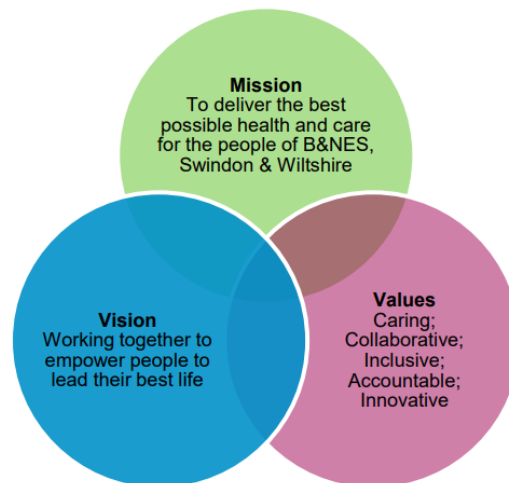 Mission
To deliver the best
possible health and care
for the people of B&NES,
Swindon & Wiltshire
Vision
Working together to
empower people to
lead their best life
Values
Caring;
Collaborative;
Inclusive;
Accountable;
Innovative